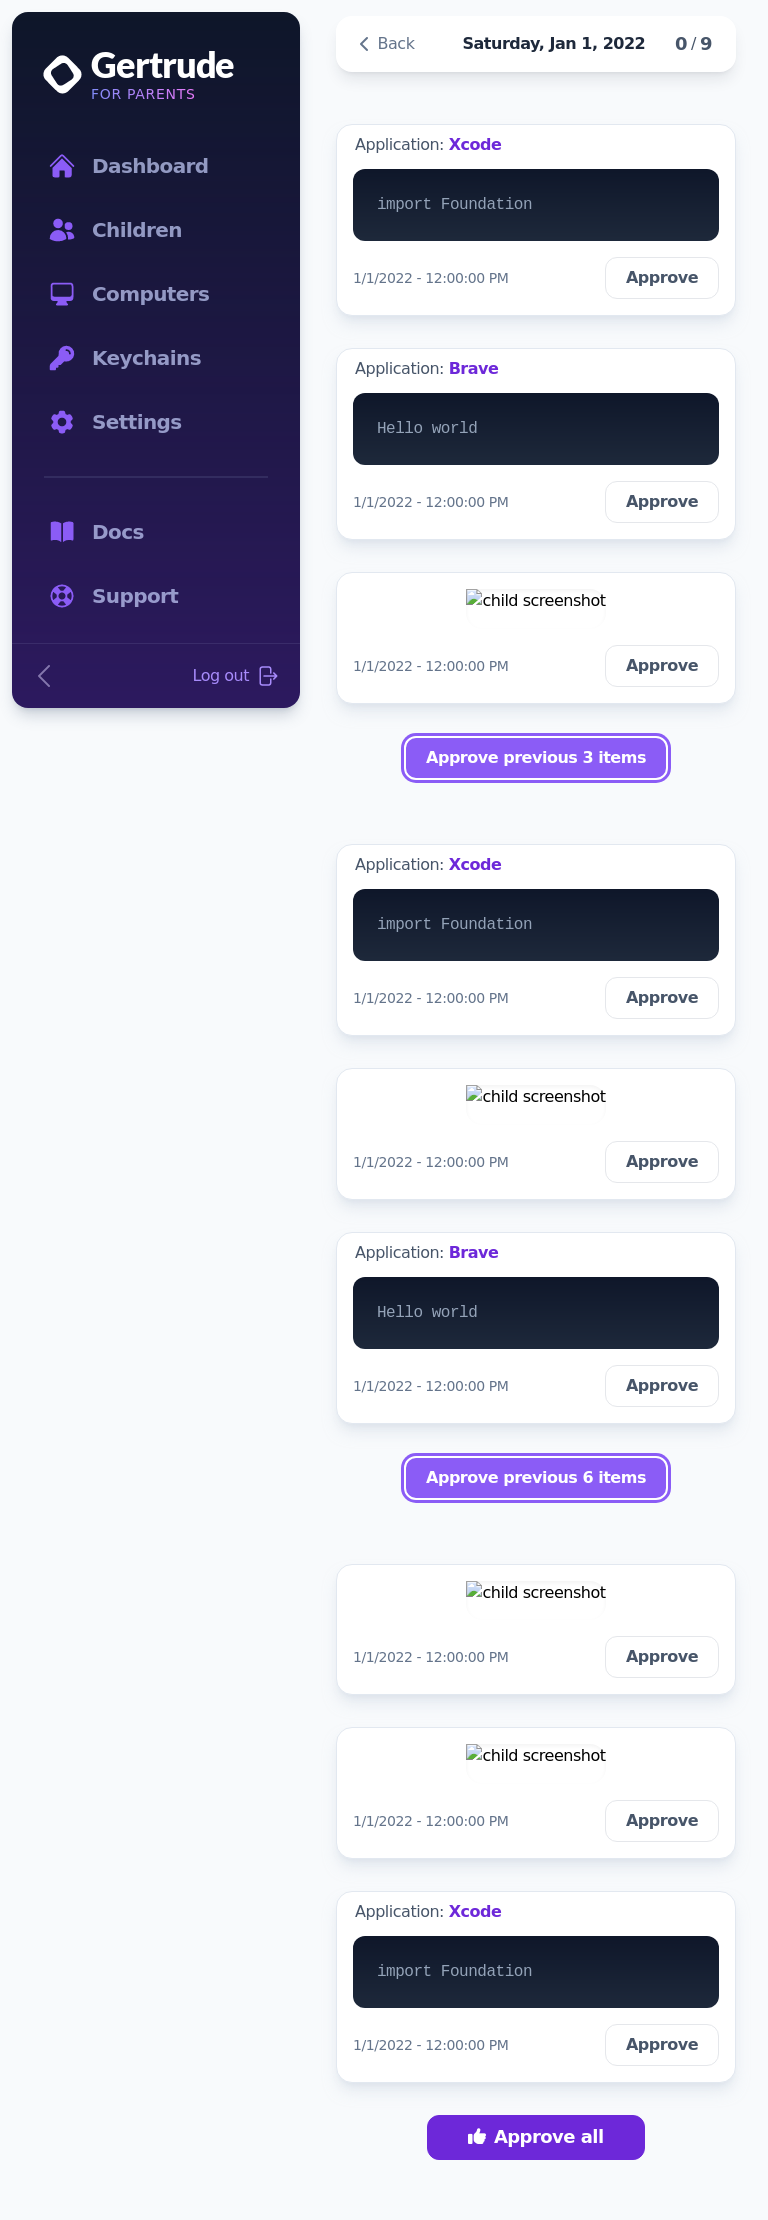 Gertrude
FOR PARENTS
Dashboard
Children
Computers
Keychains
Settings
Docs
Support
Log out
Back
Saturday, Jan 1, 2022
0 / 9
Application: Xcode
import Foundation
1/1/2022 - 12:00:00 PM
Approve
Application: Brave
Hello world
1/1/2022 - 12:00:00 PM
Approve
child screenshot
1/1/2022 - 12:00:00 PM
Approve
Approve previous 3 items
Application: Xcode
import Foundation
1/1/2022 - 12:00:00 PM
Approve
child screenshot
1/1/2022 - 12:00:00 PM
Approve
Application: Brave
Hello world
1/1/2022 - 12:00:00 PM
Approve
Approve previous 6 items
child screenshot
1/1/2022 - 12:00:00 PM
Approve
child screenshot
1/1/2022 - 12:00:00 PM
Approve
Application: Xcode
import Foundation
1/1/2022 - 12:00:00 PM
Approve
Approve all